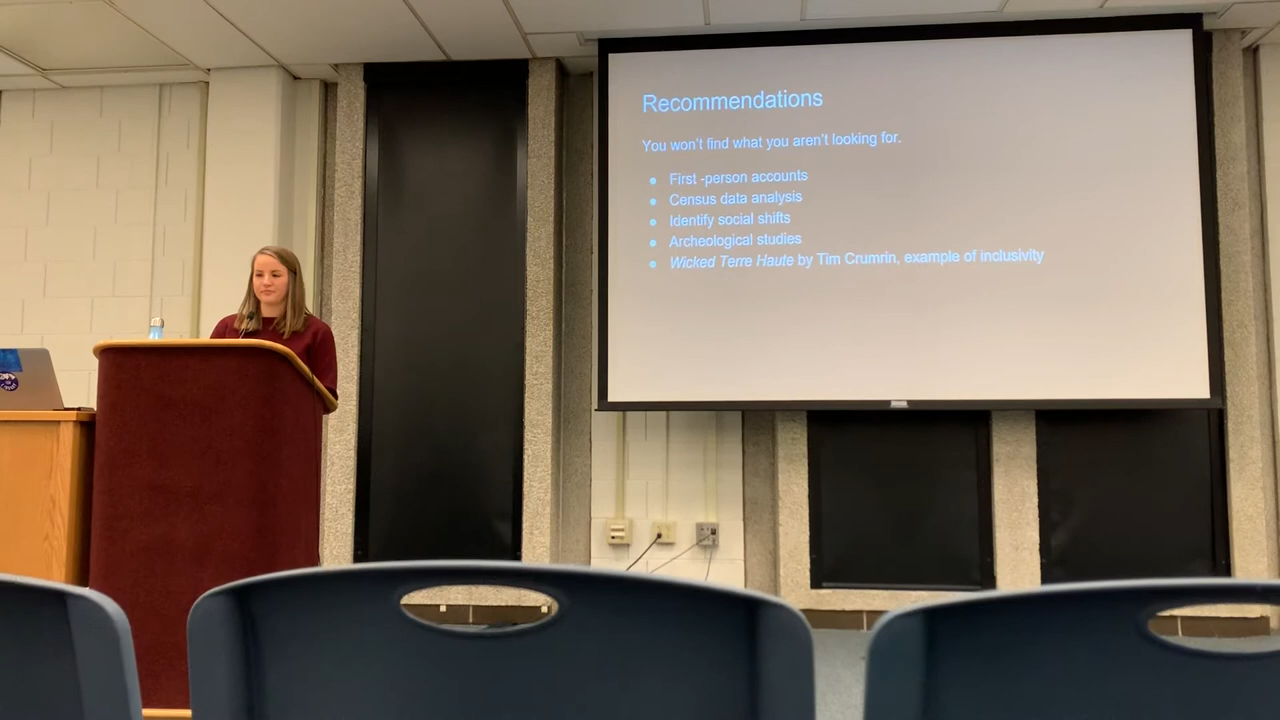 Recommendations
You won't find what you aren't looking for.
● First -person accounts
● Census data analysis
● Identify social shifts
● Archeological studies
● Wicked Terre Haute by Tim Crumrin, example of inclusivity